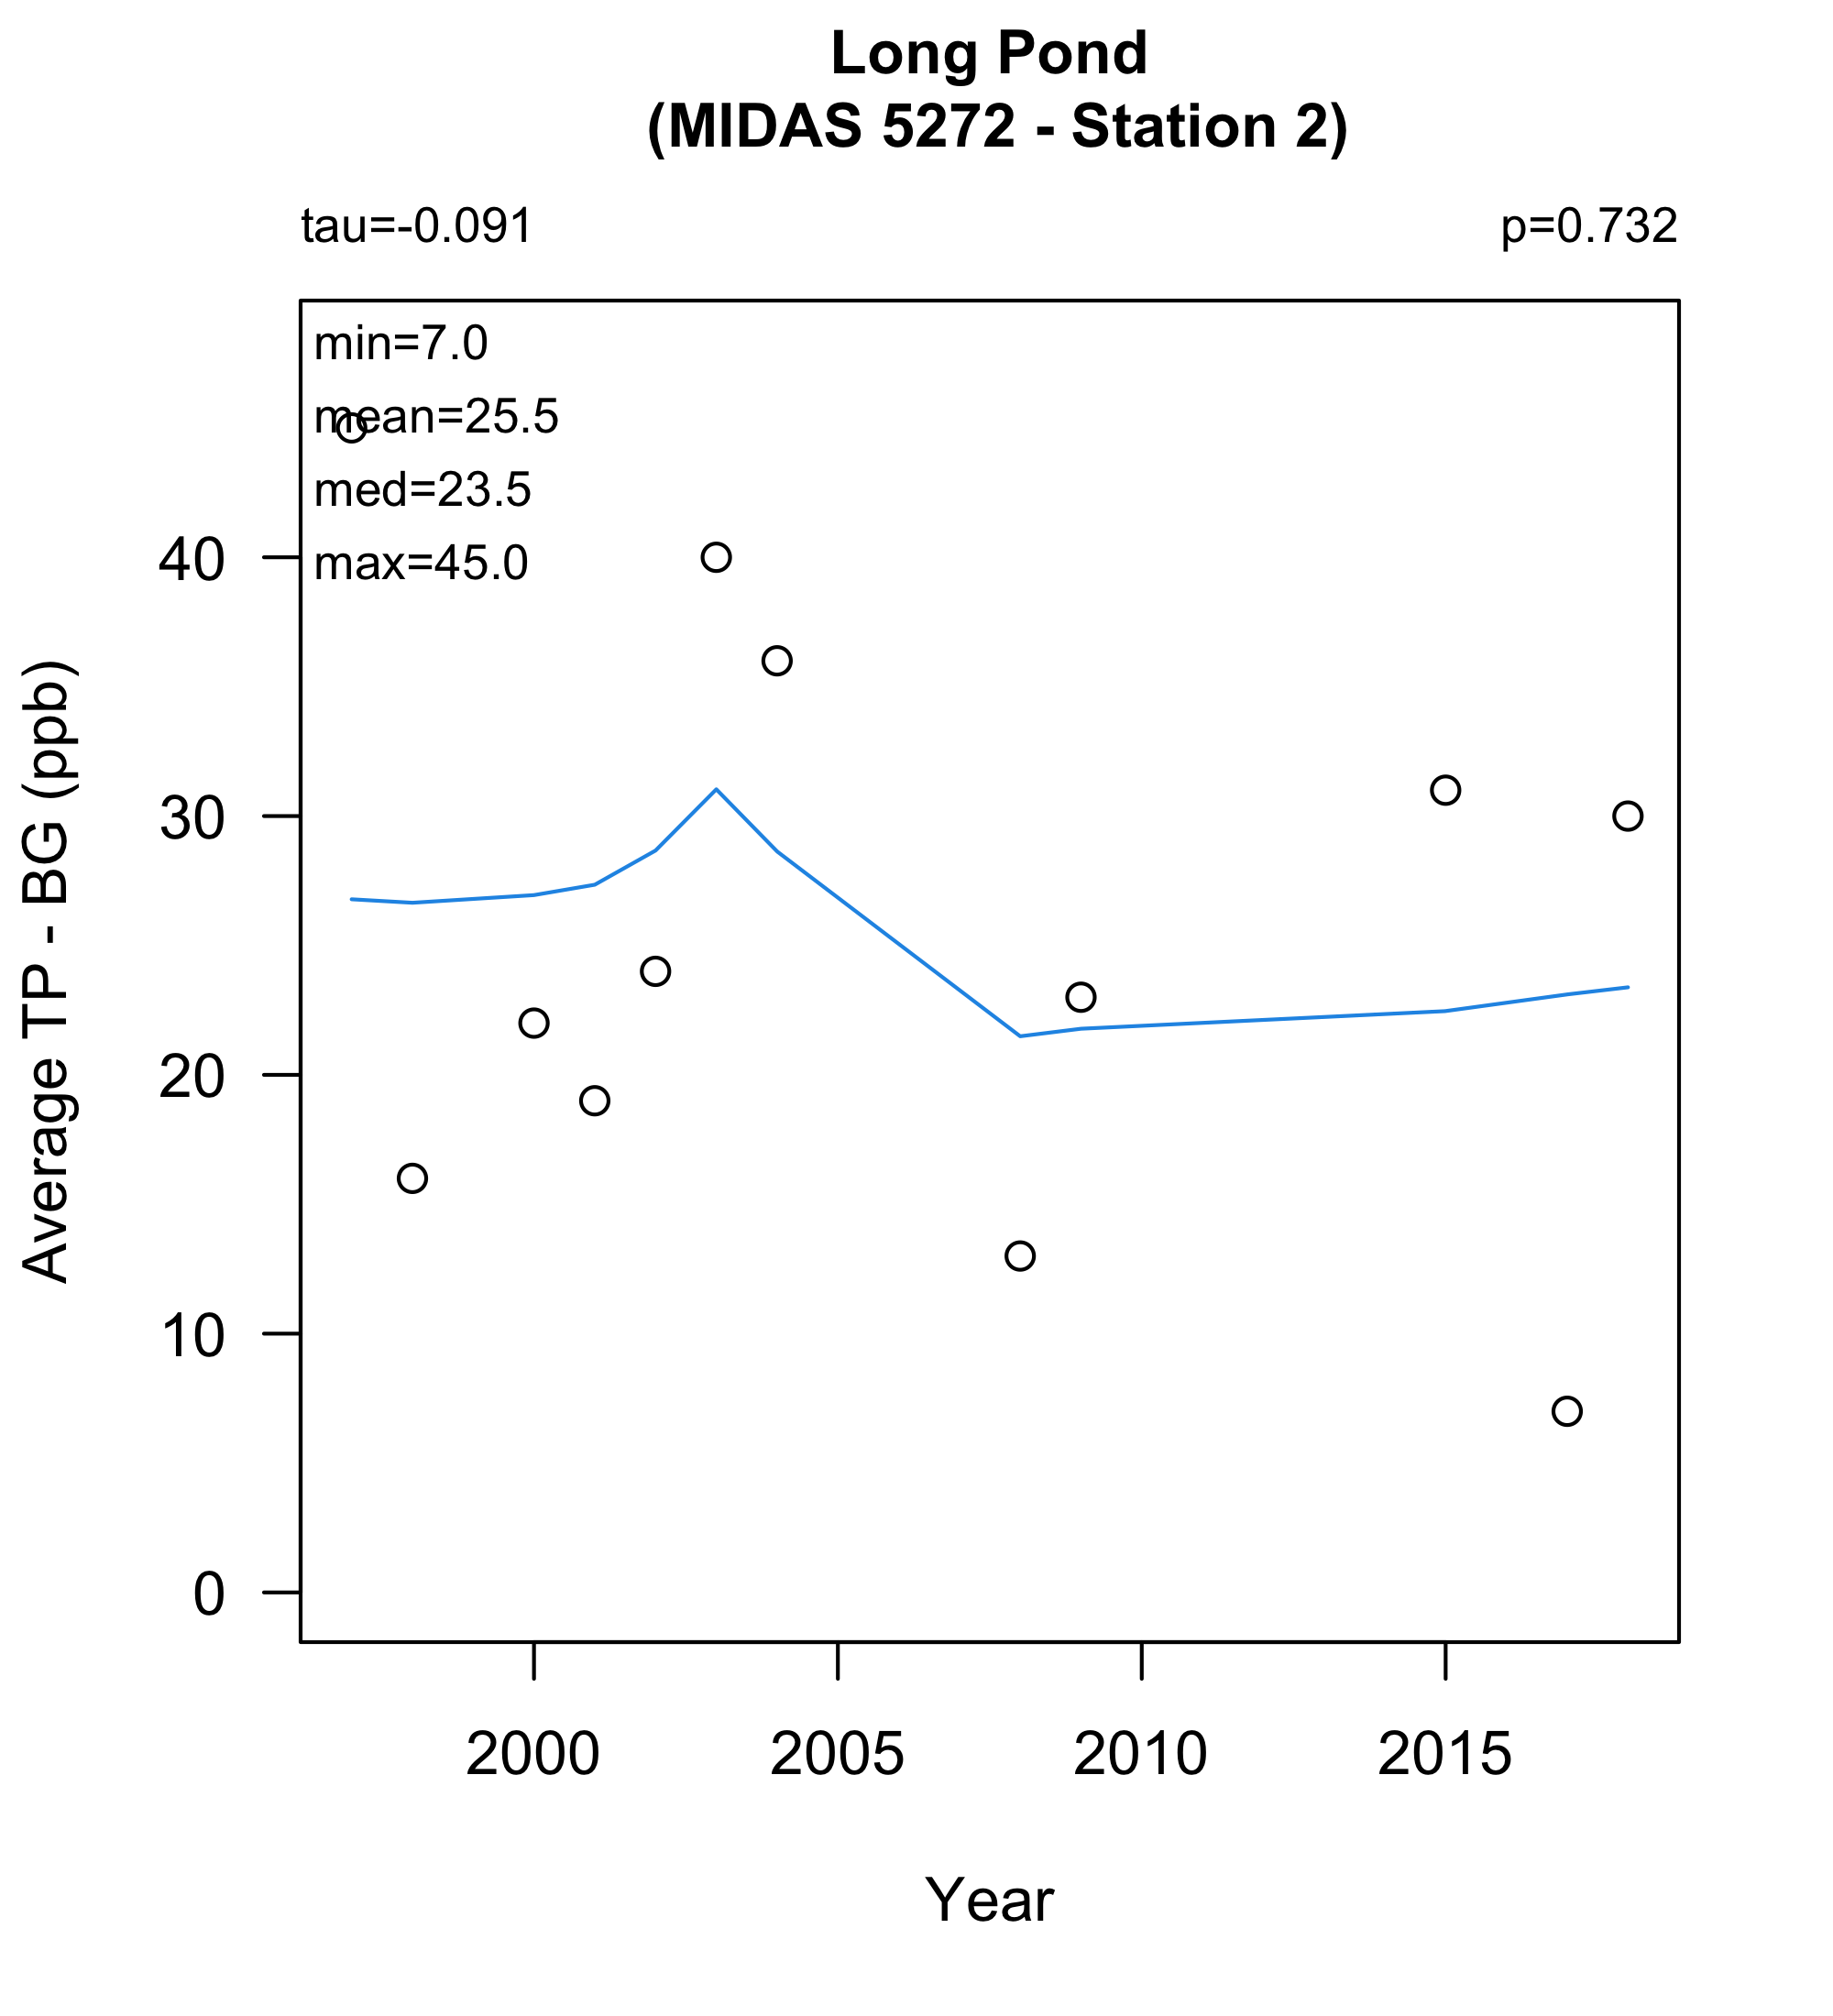 Long Pond
(MIDAS 5272 - Station 2)
tau=-0.091
p=0.732
min=7.0
mean=25.5
med=23.5
max=45.0
Average TP - BG (ppb)
40
30
20
10
0
2000
2005
2010
2015
Year